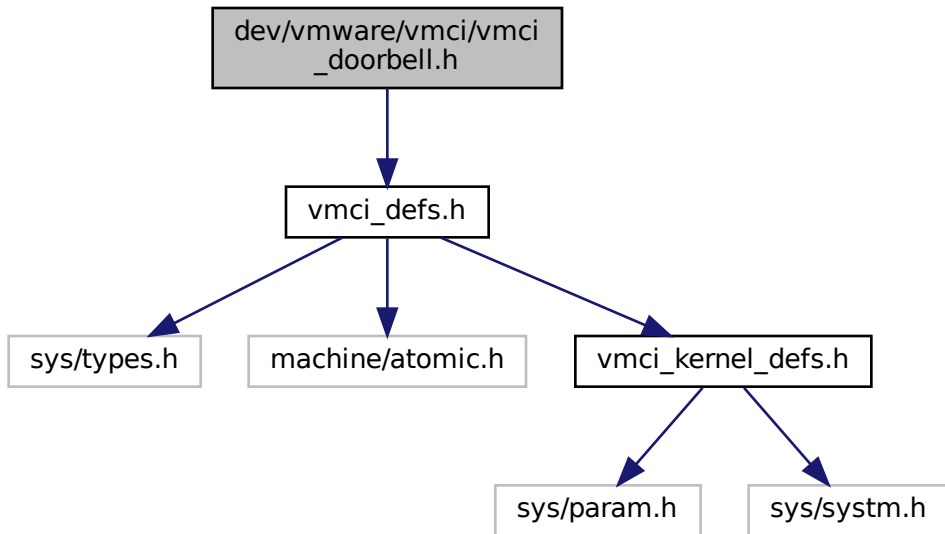 dev/vmware/vmci/vmci
_doorbell.h
vmci_defs.h
sys/types.h
machine/atomic.h
vmci_kernel_defs.h
sys/param.h
sys/systm.h